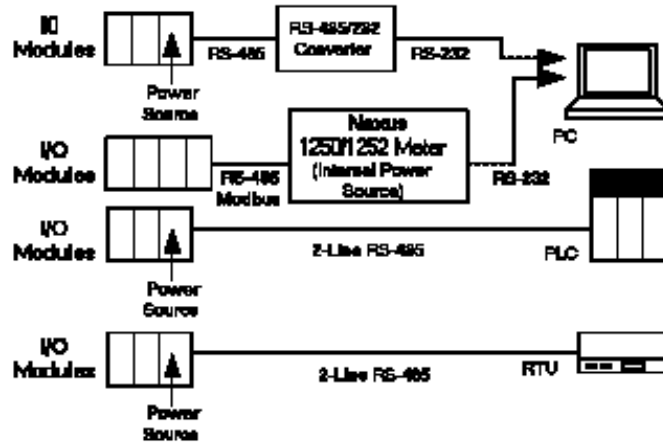 I/O
Modules
Power
Source
RS-485
RS-485/232
Converter
RS-232
PC
I/O
Modules
RS-485
Modbus
Nexus
1250/1252 Meter
(Internal Power
Source)
RS-232
I/O
Modules
Power
Source
2-Line RS-485
PLC
I/O
Modules
Power
Source
2-Line RS-485
RTU